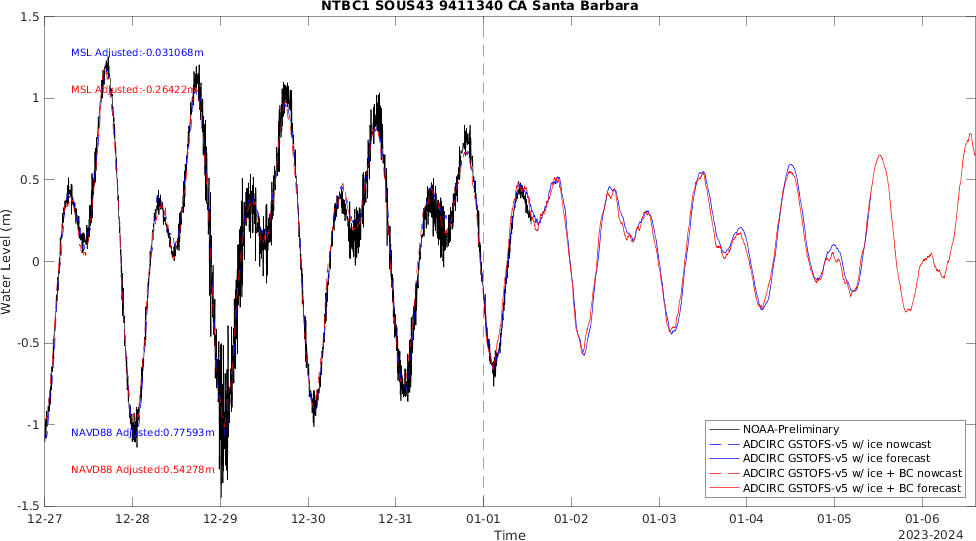 NTBC1 SOUS43 9411340 CA Santa Barbara
1.5
MSL Adjusted:-0.031068m
MSL Adjusted:-0.26422m
1
0.5
Water Level (m)
0
-0.5
-1
NAVD88 Adjusted:0.77593m
NAVD88 Adjusted:0.54278m
-1.5
NOAA-Preliminary
ADCIRC GSTOFS-v5 w/ ice nowcast
ADCIRC GSTOFS-v5 w/ ice forecast
ADCIRC GSTOFS-v5 w/ ice + BC nowcast
ADCIRC GSTOFS-v5 w/ ice + BC forecast
12-27 12-28 12-29 12-30 12-31 01-01 01-02 01-03 01-04 01-05 01-06
Time
2023-2024